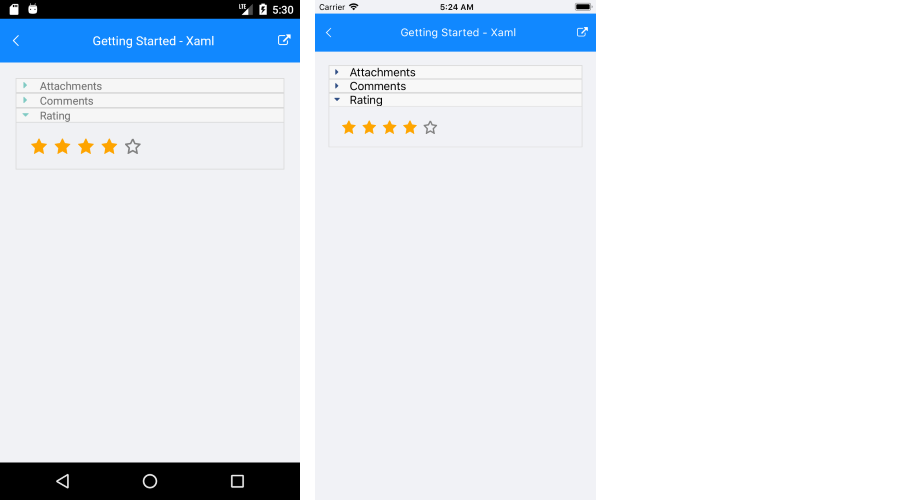 LTE 5:30
Getting Started - Xaml
Attachments
Comments
Rating
Carrier 5:24 AM
Getting Started - Xaml
Attachments
Comments
Rating